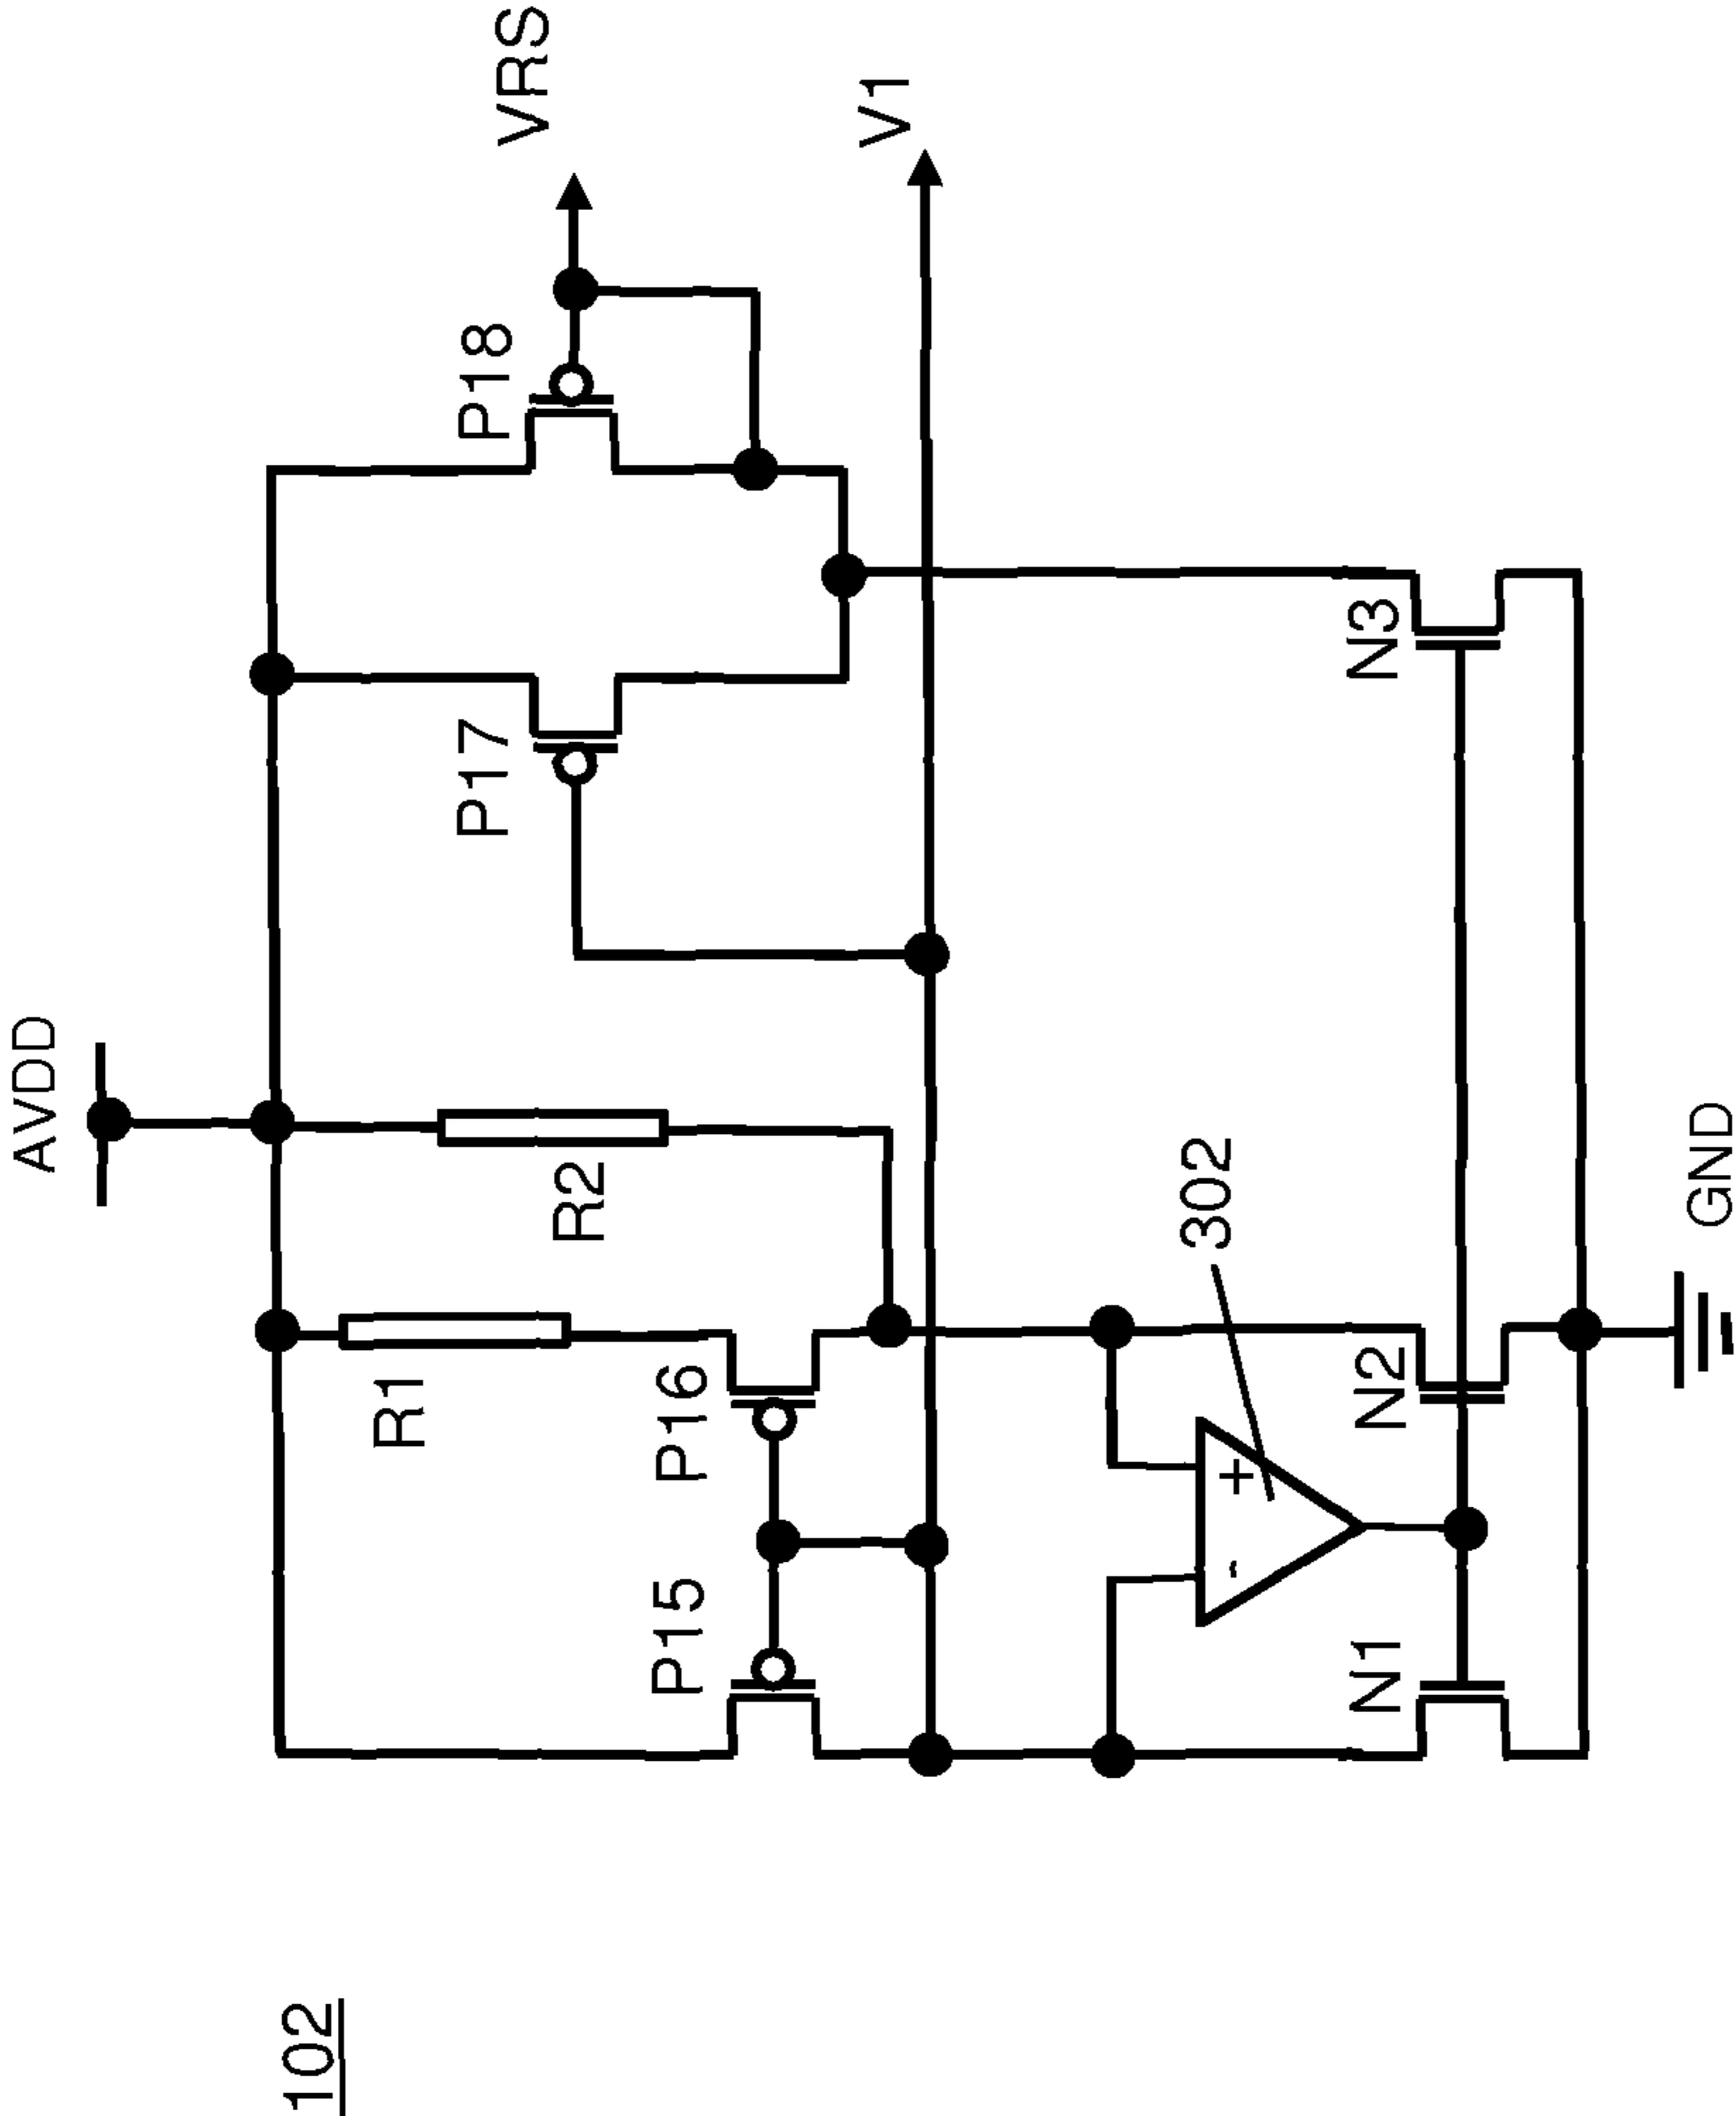 102
AVDD
R1
R2
P15
P16
P17
P18
VRS
V1
302
+
-
N1
N2
N3
GND